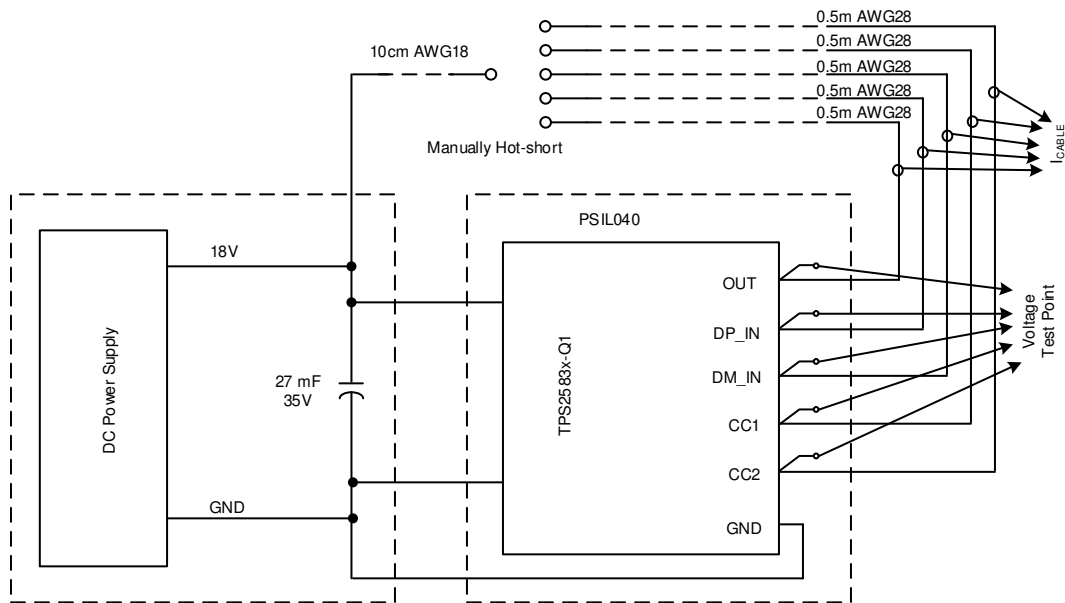 0.5m AWG28
0.5m AWG28
10cm AWG18
0.5m AWG28
0.5m AWG28
0.5m AWG28
Manually Hot-short
ICABLE
PSIL040
18V
OUT
DP_IN
Voltage
Test Point
DM_IN
27 mF
35V
DC Power Supply
TPS2583x-Q1
CC1
CC2
GND
GND